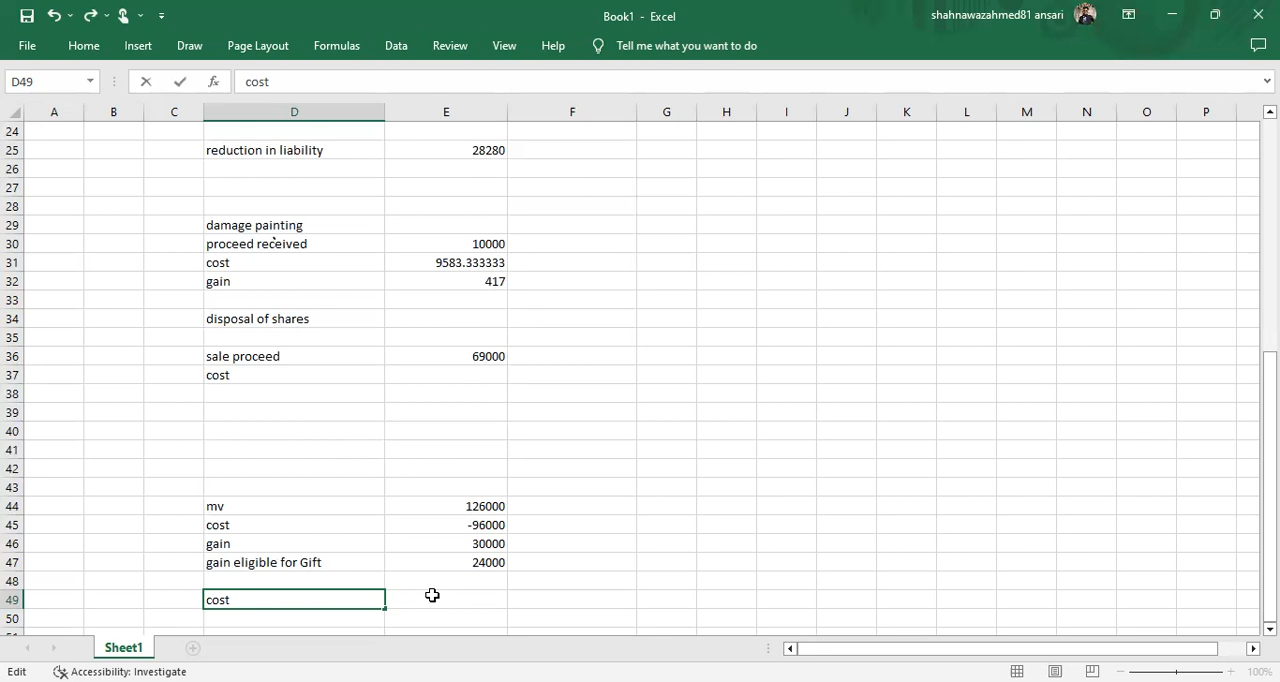 Book1 - Excel
shahnawazahmed81 ansari
File Home Insert Draw Page Layout Formulas Data Review View Help Tell me what you want to do
D49 fx cost
A B C D E F G H I J K L M N O P
24
25 reduction in liability 28280
26
27
28
29 damage painting
30 proceed received 10000
31 cost 9583.333333
32 gain 417
33
34 disposal of shares
35
36 sale proceed 69000
37 cost
38
39
40
41
42
43
44 mv 126000
45 cost -96000
46 gain 30000
47 gain eligible for Gift 24000
48
49 cost
50
Sheet1
Edit Accessibility: Investigate 100%